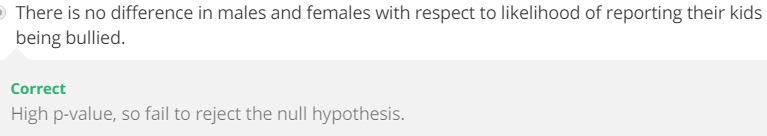 There is no difference in males and females with respect to likelihood of reporting their kids
being bullied.
Correct
High p-value, so fail to reject the null hypothesis.